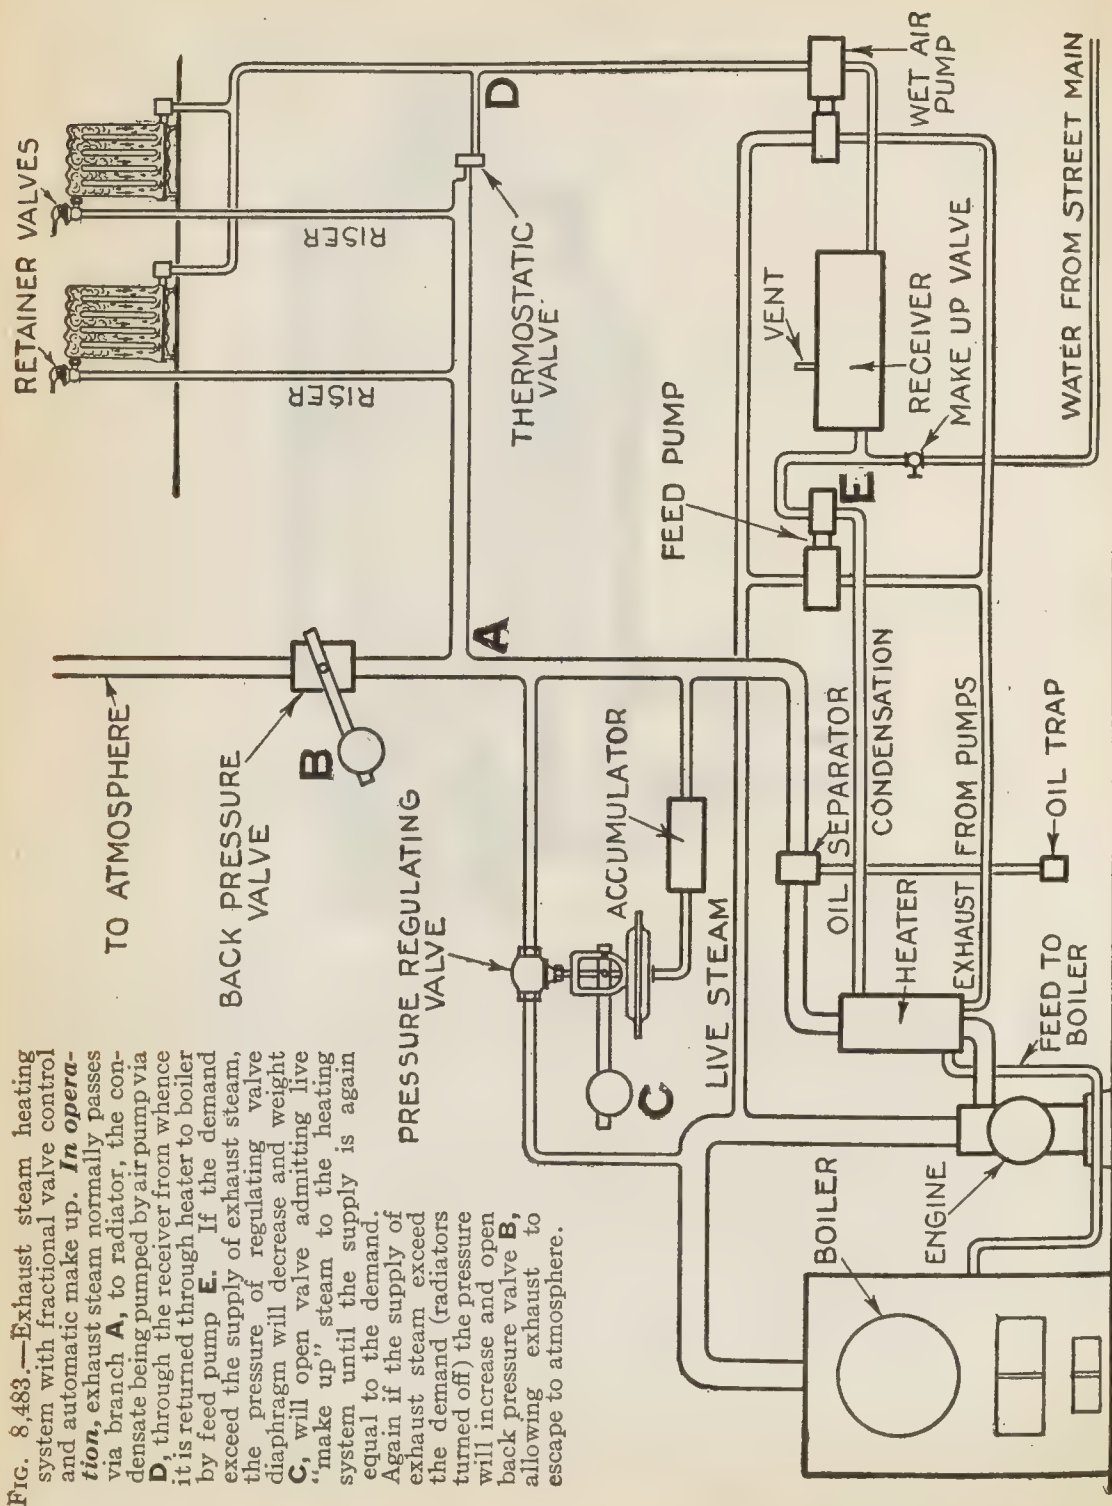 FIG. 8,483.—Exhaust steam heating
system with fractional valve control
and automatic make up. In opera-
tion, exhaust steam normally passes
via branch A, to radiator, the con-
densate being pumped by air pump via
D, through the receiver from whence
it is returned through heater to boiler
by feed pump E. If the demand
exceed the supply of exhaust steam,
the pressure of regulating valve
diaphragm will decrease and weight
C, will open valve admitting live
"make up" steam to the heating
system until the supply is again
equal to the demand.
Again if the supply of
exhaust steam exceed
the demand (radiators
turned off) the pressure
will increase and open
back pressure valve B,
allowing exhaust to
escape to atmosphere.
TO ATMOSPHERE
BACK PRESSURE
VALVE
B
PRESSURE REGULATING
VALVE
ACCUMULATOR
C
LIVE STEAM
BOILER
ENGINE
FEED TO
BOILER
HEATER
OIL SEPARATOR
CONDENSATION
EXHAUST FROM PUMPS
OIL TRAP
A
RETAINER VALVES
RISER
RISER
THERMOSTATIC
VALVE
D
FEED PUMP
E
VENT
RECEIVER
MAKE UP VALVE
WET AIR
PUMP
WATER FROM STREET MAIN